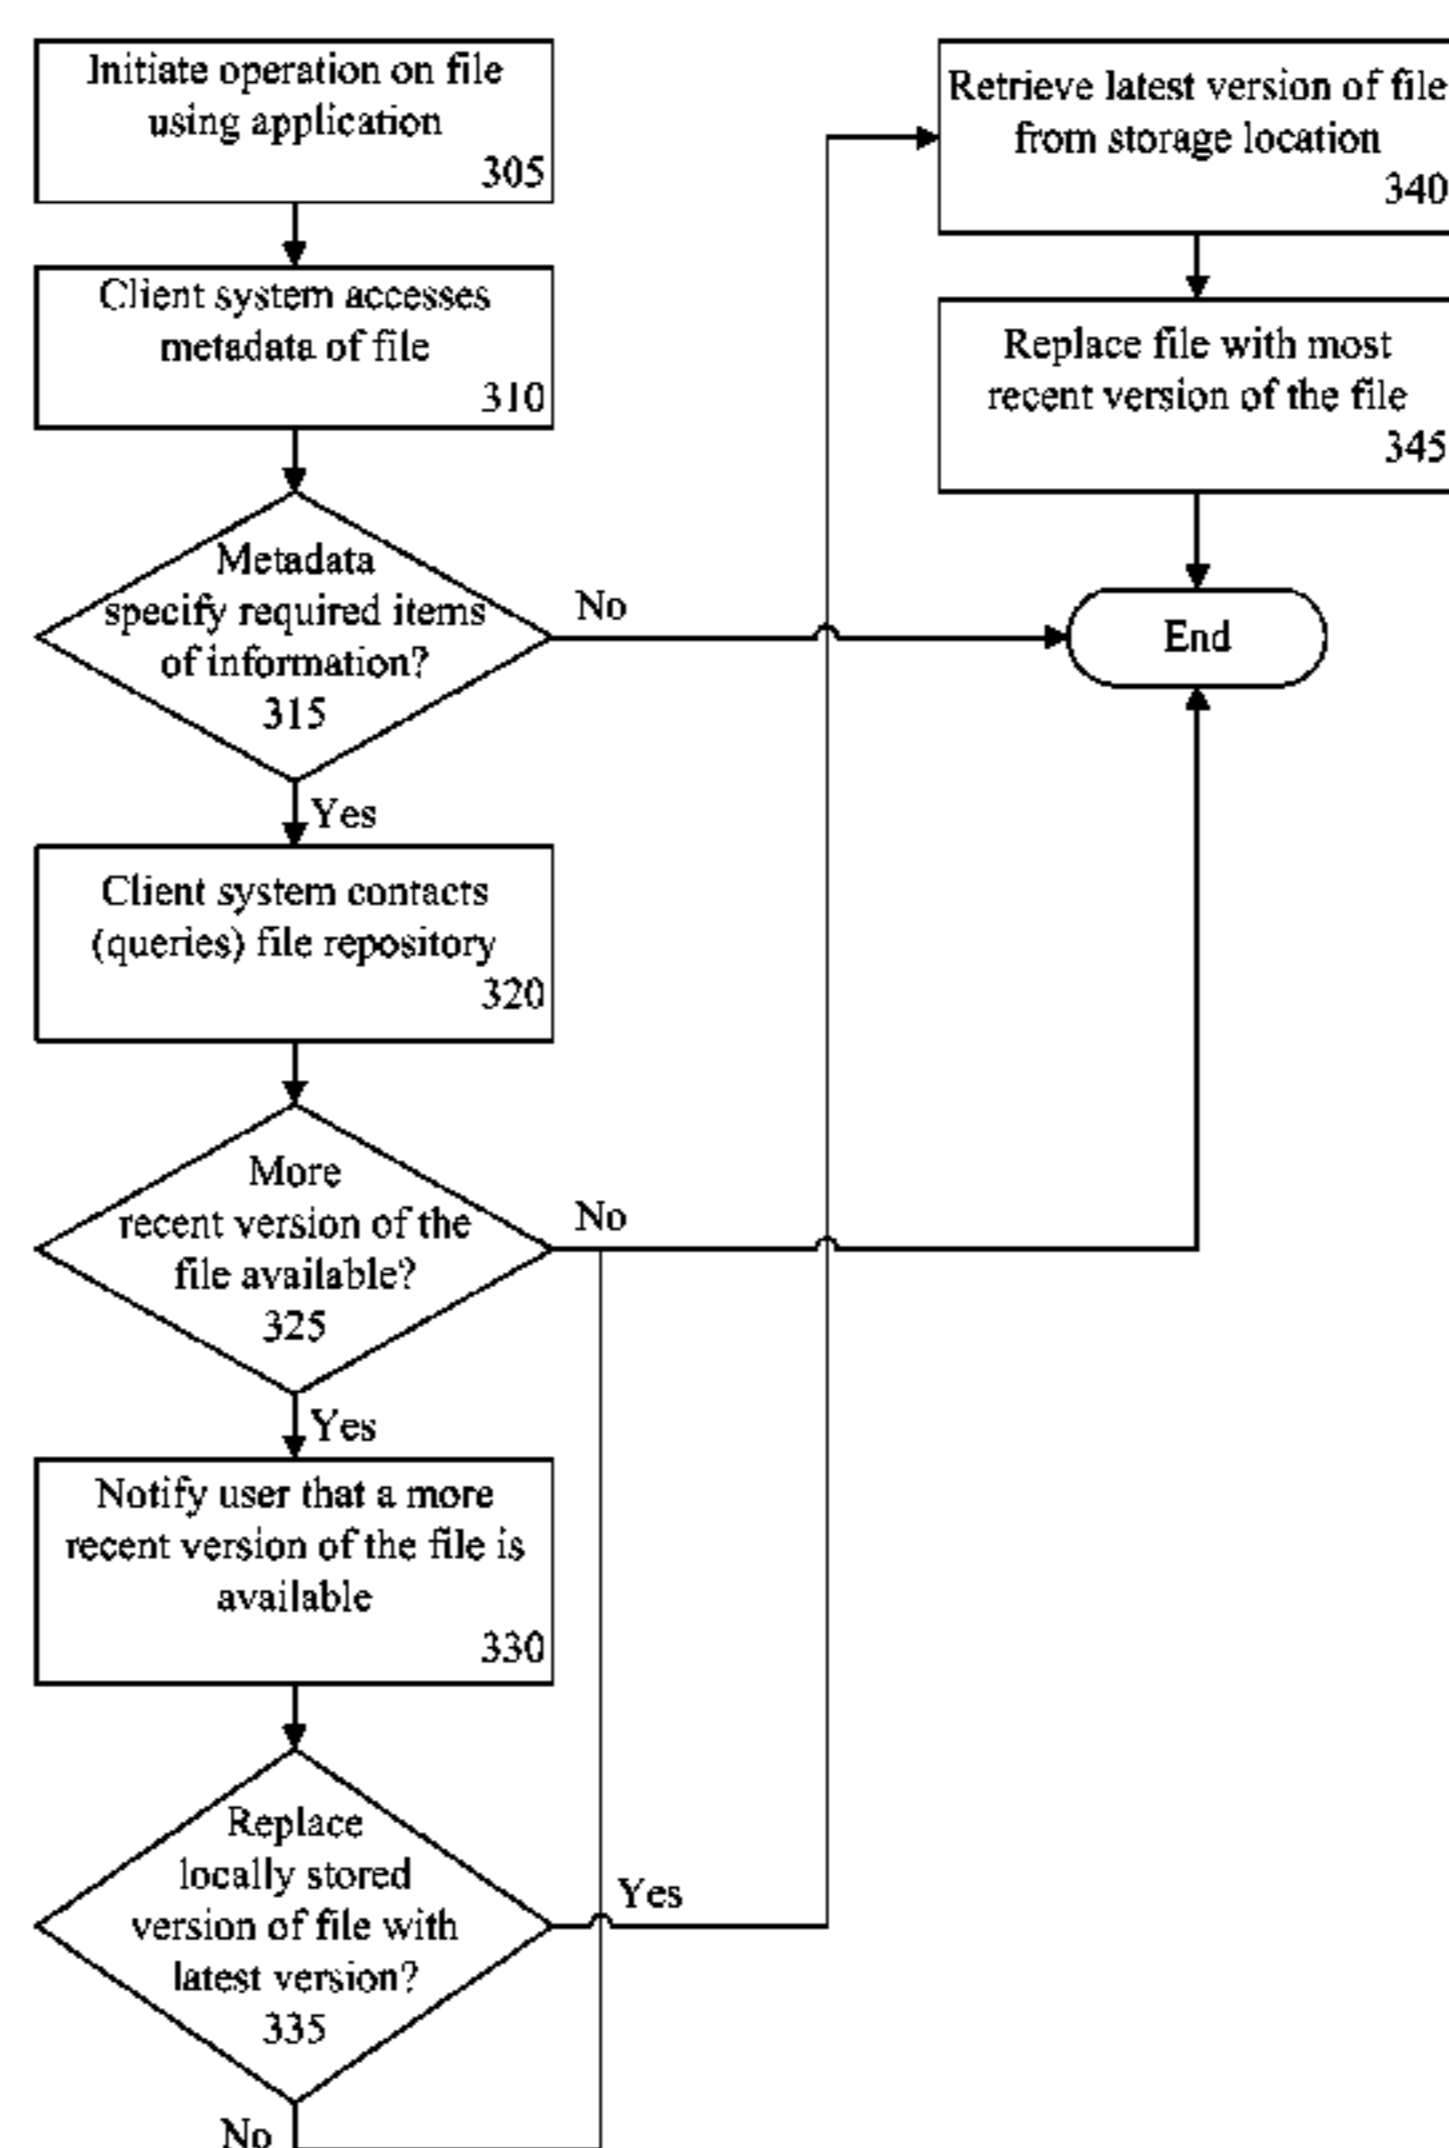 Initiate operation on file
using application
305
Client system accesses
metadata of file
310
Metadata
specify required items
of information?
315
No
Yes
Client system contacts
(queries) file repository
320
More
recent version of the
file available?
325
No
Yes
Notify user that a more
recent version of the file is
available
330
Replace
locally stored
version of file with
latest version?
335
Yes
No
Retrieve latest version of file
from storage location
340
Replace file with most
recent version of the file
345
End